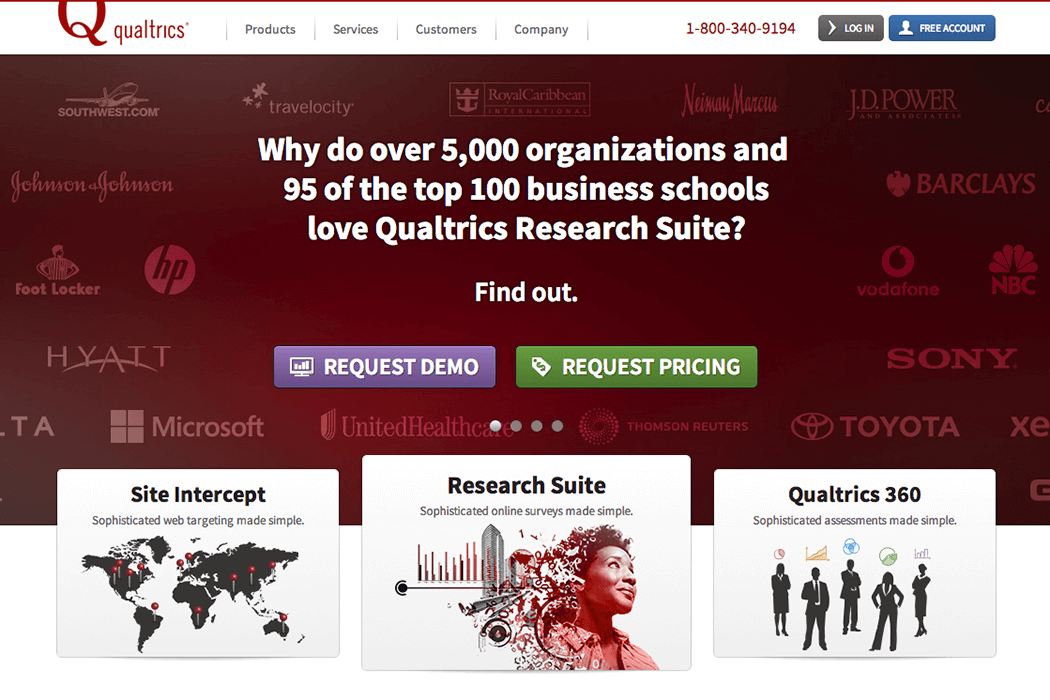 Qualtrics
Products
Services
Customers
Company
1-800-340-9194
LOG IN
FREE ACCOUNT
SOUTHWEST.COM
travelocity
RoyalCaribbean
INTERNATIONAL
Neiman Marcus
J.D. POWER
AND ASSOCIATES
Why do over 5,000 organizations and
95 of the top 100 business schools
love Qualtrics Research Suite?
Johnson & Johnson
BARCLAYS
Find out.
Foot Locker
hp
vodafone
NBC
HYATT
REQUEST DEMO
REQUEST PRICING
SONY
LTA
Microsoft
UnitedHealthcare
THOMSON REUTERS
TOYOTA
xe
Site Intercept
Sophisticated web targeting made simple.
Research Suite
Sophisticated online surveys made simple.
Qualtrics 360
Sophisticated assessments made simple.